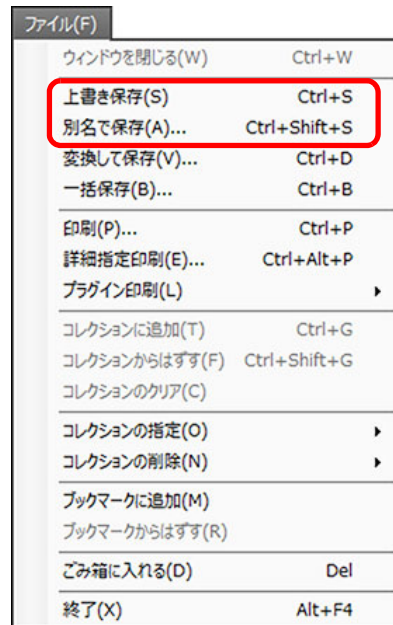 ファイル(F)
ウィンドウを閉じる(W) Ctrl+W
上書き保存(S) Ctrl+S
別名で保存(A)... Ctrl+Shift+S
変換して保存(V)... Ctrl+D
一括保存(B)... Ctrl+B
印刷(P)... Ctrl+P
詳細指定印刷(E)... Ctrl+Alt+P
プラグイン印刷(L)
コレクションに追加(T) Ctrl+G
コレクションからはずす(F) Ctrl+Shift+G
コレクションのクリア(C)
コレクションの指定(O)
コレクションの削除(N)
ブックマークに追加(M)
ブックマークからはずす(R)
ごみ箱に入れる(D) Del
終了(X) Alt+F4